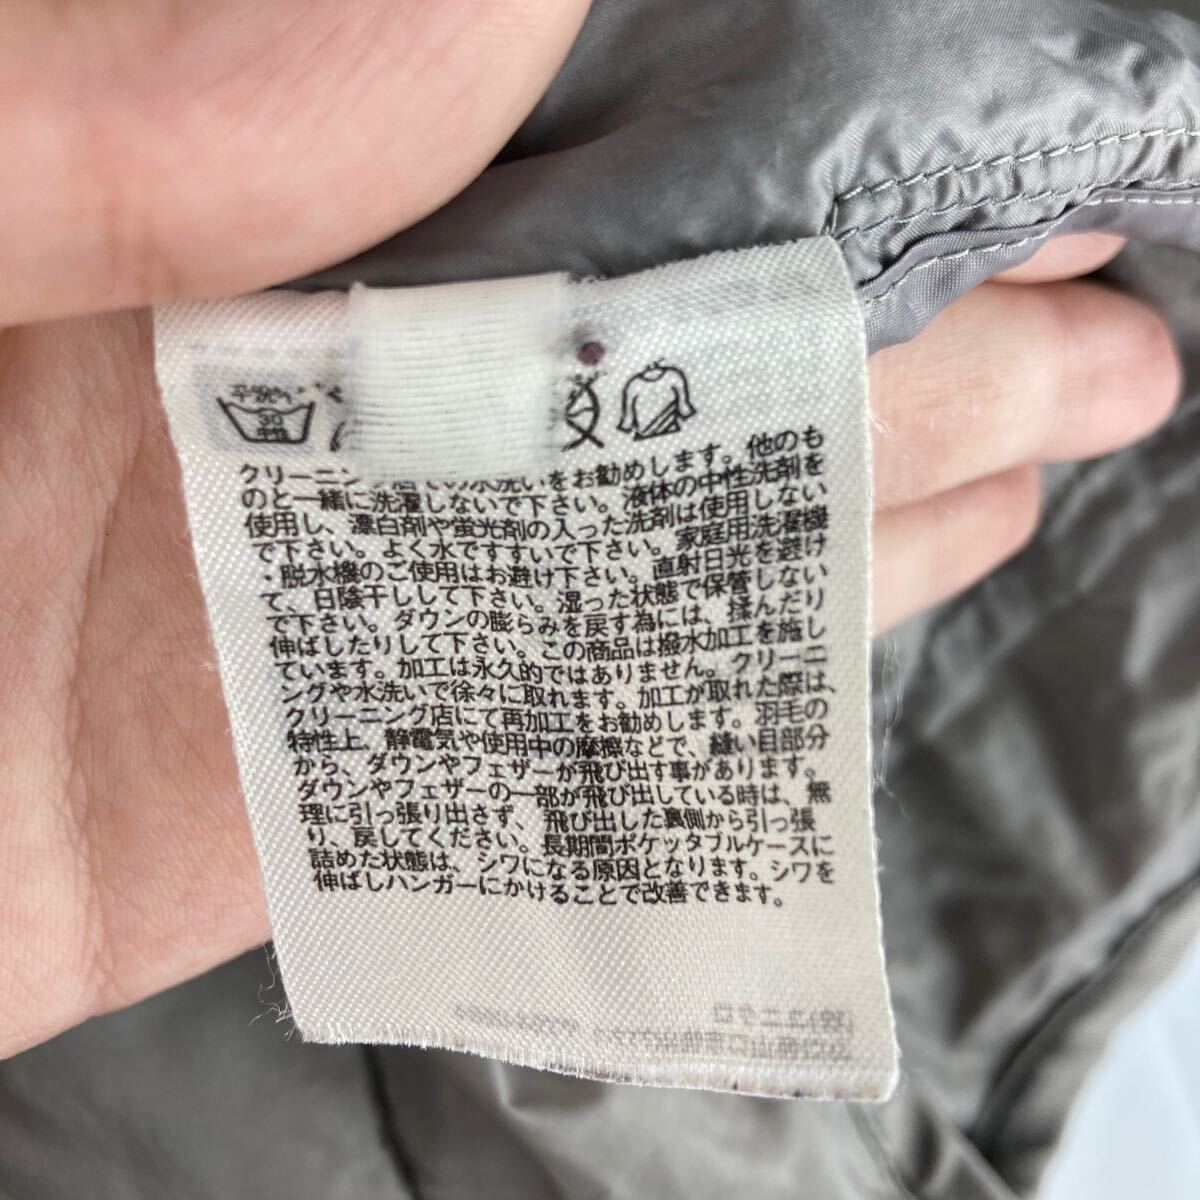 30
中性
クリーニング店での水洗いをお勧めします。他のも
のと一緒に洗濯しないで下さい。液体の中性洗剤を
使用し、漂白剤や蛍光剤の入った洗剤は使用しない
で下さい。よく水ですすいで下さい。家庭用洗濯機
・脱水機のご使用はお避け下さい。直射日光を避け
て、日陰干しして下さい。湿った状態で保管しない
で下さい。ダウンの膨らみを戻す為には、揉んだり
伸ばしたりして下さい。この商品は撥水加工を施し
ています。加工は永久的ではありません。クリーニ
ングや水洗いで徐々に取れます。加工が取れた際は、
クリーニング店にて再加工をお勧めします。羽毛の
特性上、静電気や使用中の摩擦などで、縫い目部分
から、ダウンやフェザーが飛び出す事があります。
ダウンやフェザーの一部が飛び出している時は、無
理に引っ張り出さず、飛び出した裏側から引っ張
り、戻してください。長期間ポケッタブルケースに
詰めた状態は、シワになる原因となります。シワを
伸ばしハンガーにかけることで改善できます。